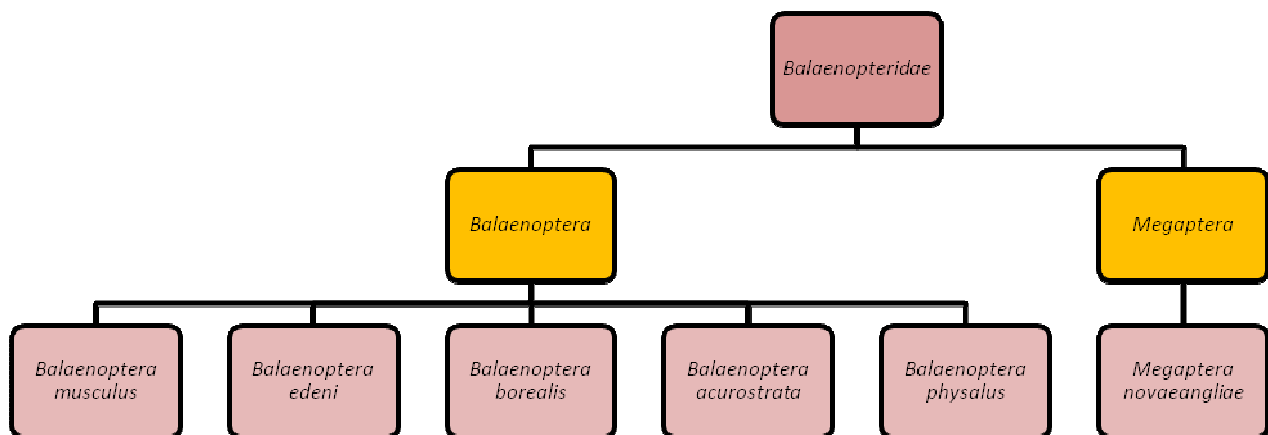 Balaenopteridae
Balaenoptera
Megaptera
Balaenoptera
musculus
Balaenoptera
edeni
Balaenoptera
borealis
Balaenoptera
acurostrata
Balaenoptera
physalus
Megaptera
novaeangliae